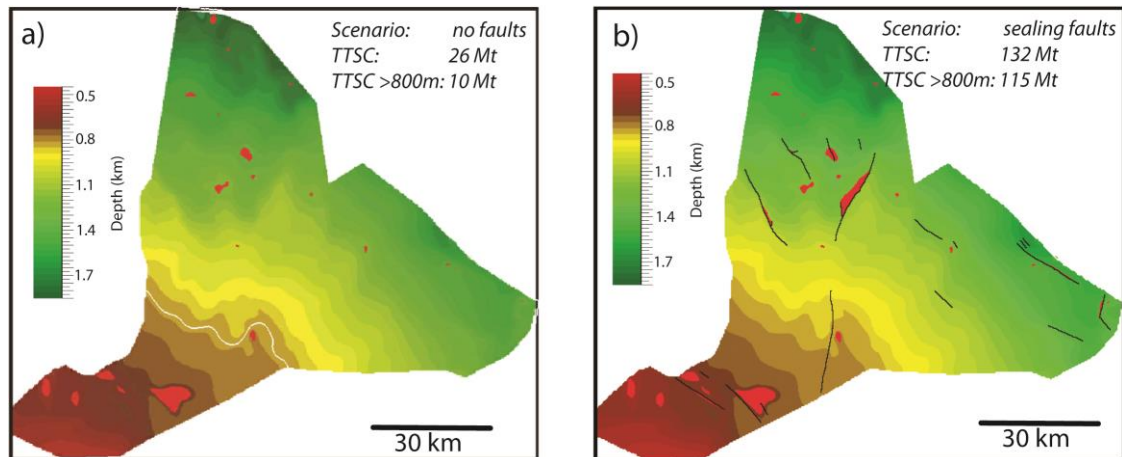 a)
Scenario: no faults
TTSC: 26 Mt
TTSC >800m: 10 Mt
0.5
0.8
1.1
1.4
1.7
Depth (km)
30 km
b)
Scenario: sealing faults
TTSC: 132 Mt
TTSC >800m: 115 Mt
0.5
0.8
1.1
1.4
1.7
Depth (km)
30 km